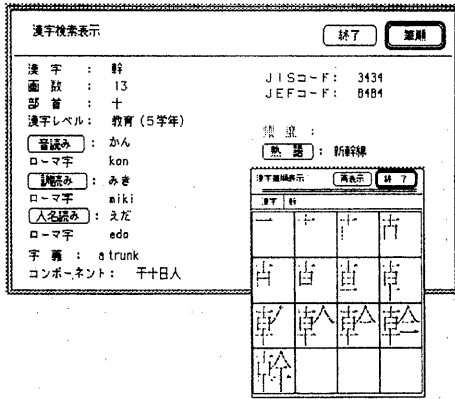 漢字検索表示
終了
筆順
漢字 : 幹
画数 : 13
部首 : 十
漢字レベル: 教育(5学年)
音読み : かん
ローマ字 kan
訓読み : みき
ローマ字 miki
人名読み : えだ
ローマ字 eda
字義 : a trunk
コンポーネント: 干十日人
JISコード: 3434
JEFコード: B4B4
熟語 : 新幹線
漢字筆順表示
再表示
終了
漢字 幹